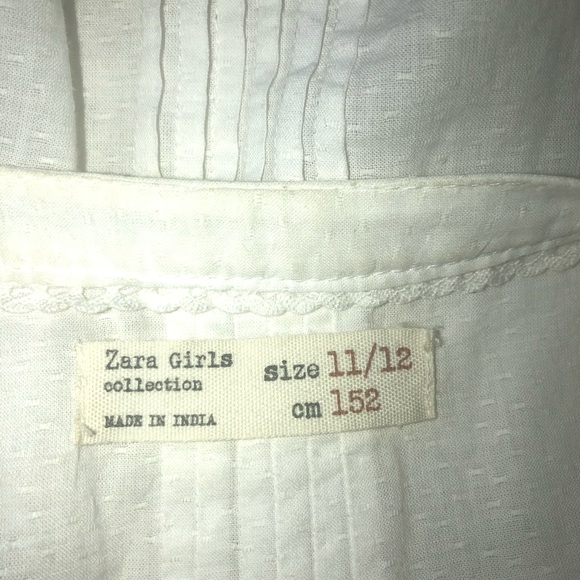 Zara Girls
collection
MADE IN INDIA
size 11/12
cm 152